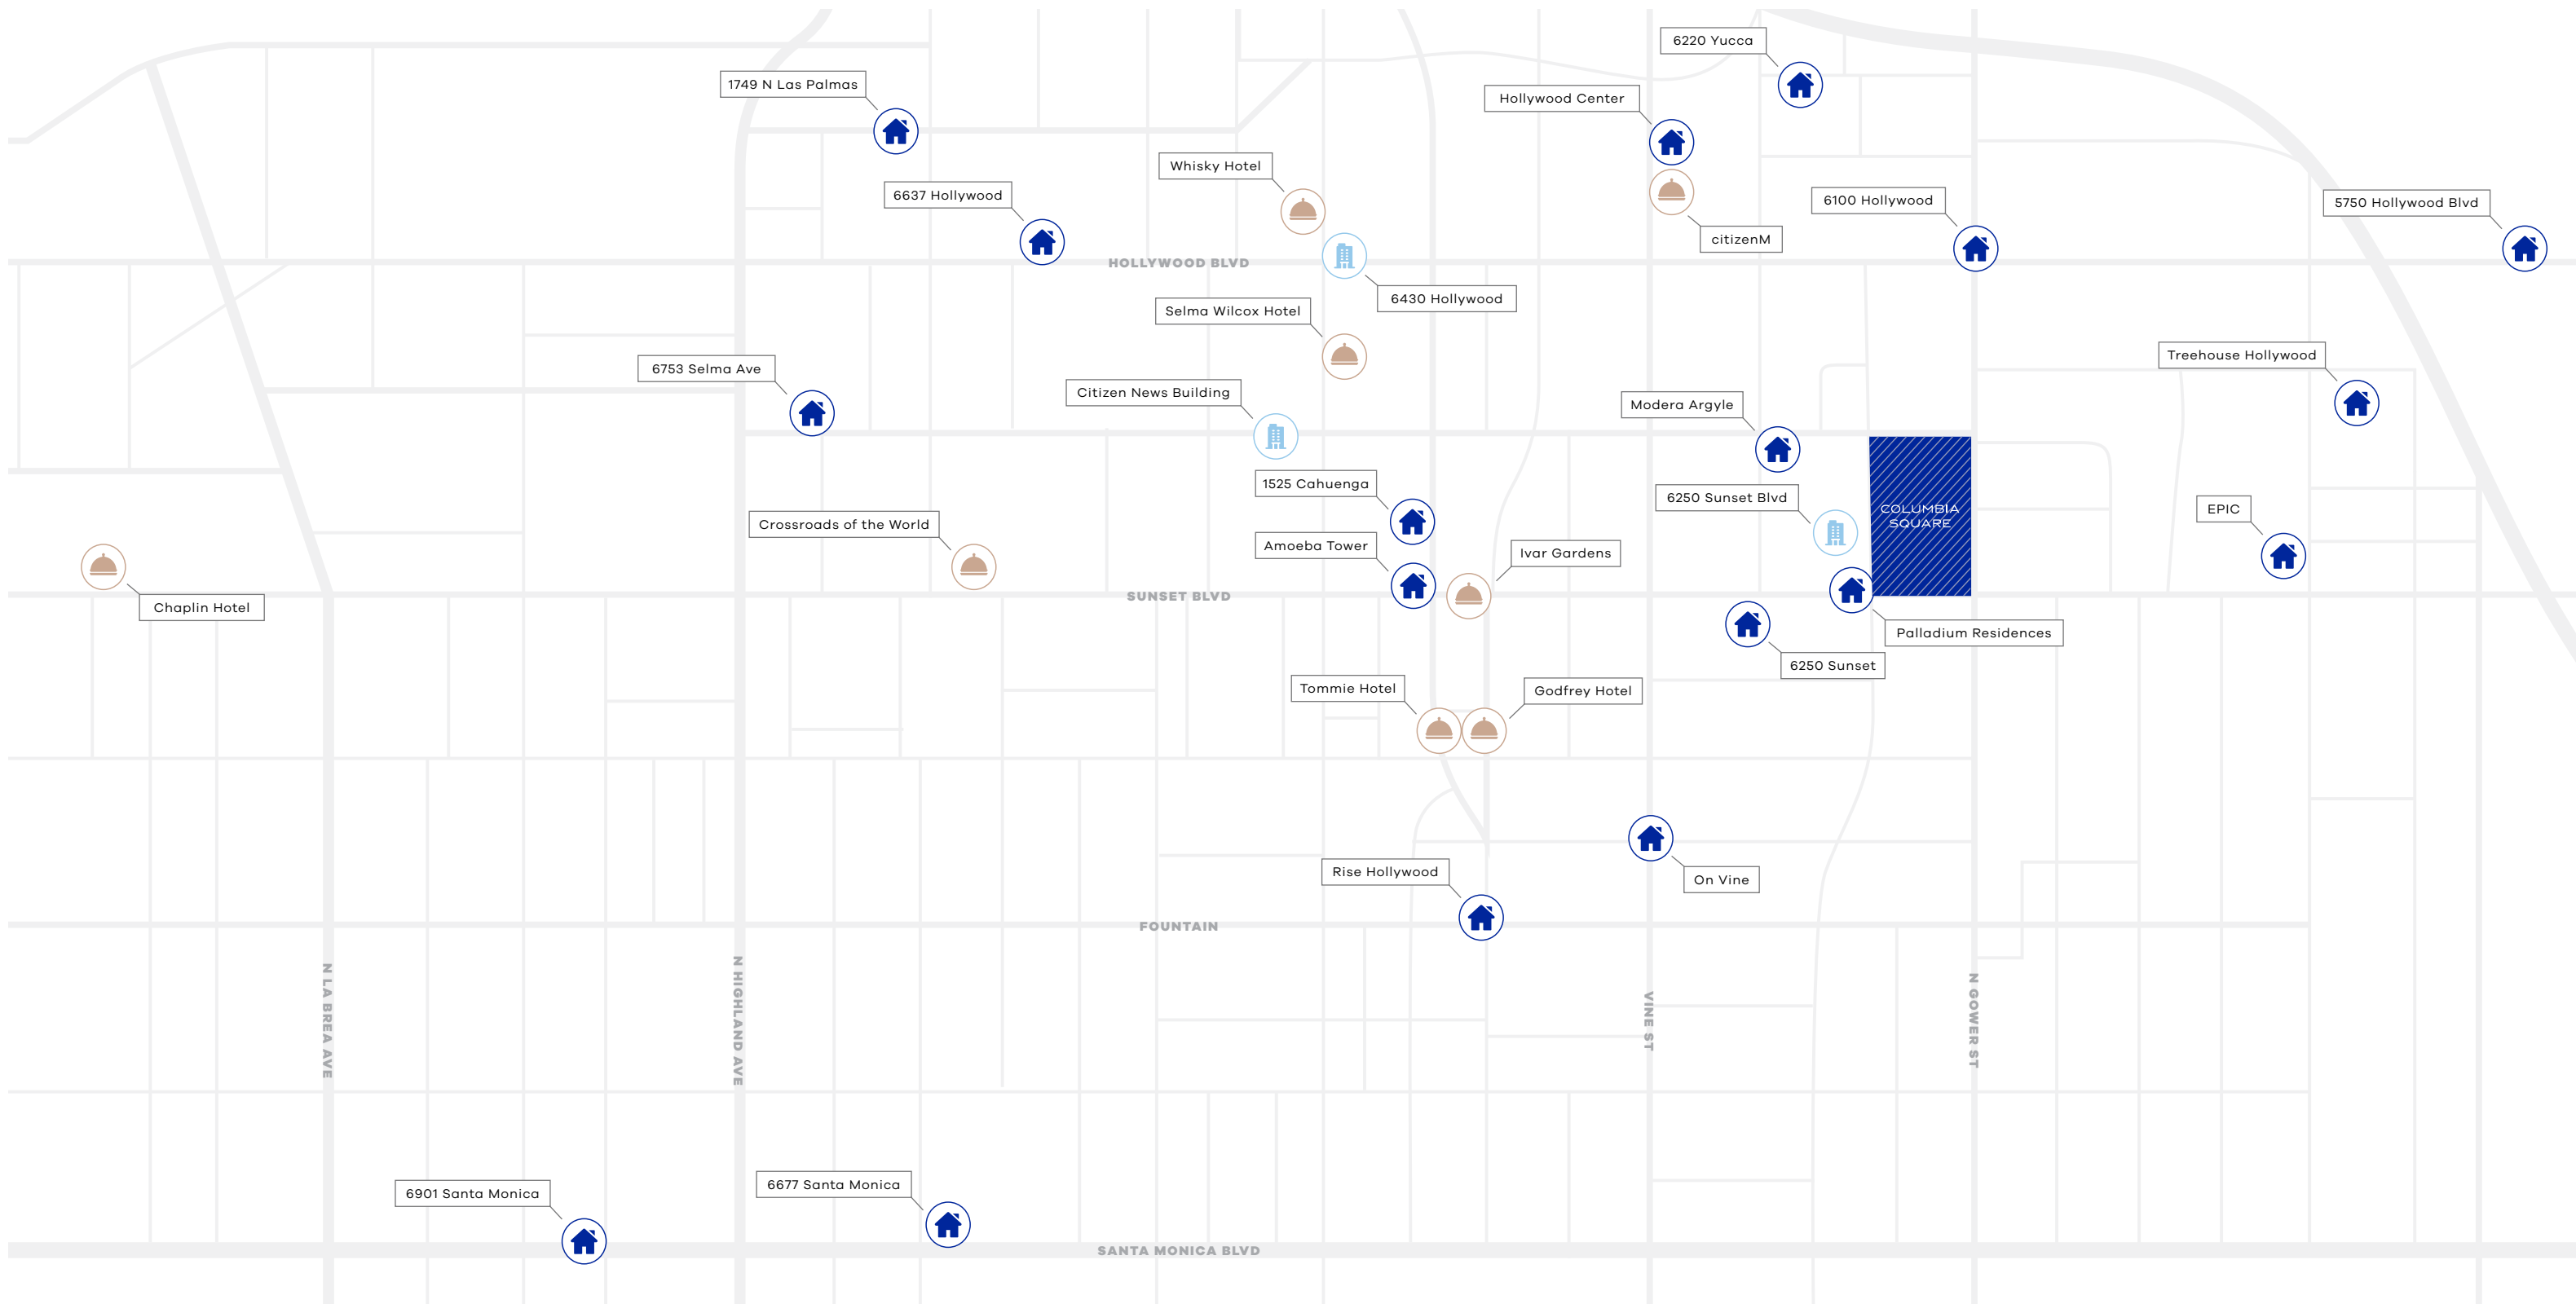 6220 Yucca
1749 N Las Palmas
Hollywood Center
Whisky Hotel
6637 Hollywood
6100 Hollywood
5750 Hollywood Blvd
citizenM
HOLLYWOOD BLVD
6430 Hollywood
Selma Wilcox Hotel
Treehouse Hollywood
6753 Selma Ave
Citizen News Building
Modera Argyle
1525 Cahuenga
6250 Sunset Blvd
COLUMBIA
SQUARE
EPIC
Crossroads of the World
Amoeba Tower
Ivar Gardens
SUNSET BLVD
Chaplin Hotel
Palladium Residences
6250 Sunset
Tommie Hotel
Godfrey Hotel
Rise Hollywood
On Vine
FOUNTAIN
N LA BREA AVE
N HIGHLAND AVE
VINE ST
N GOWER ST
6677 Santa Monica
6901 Santa Monica
SANTA MONICA BLVD